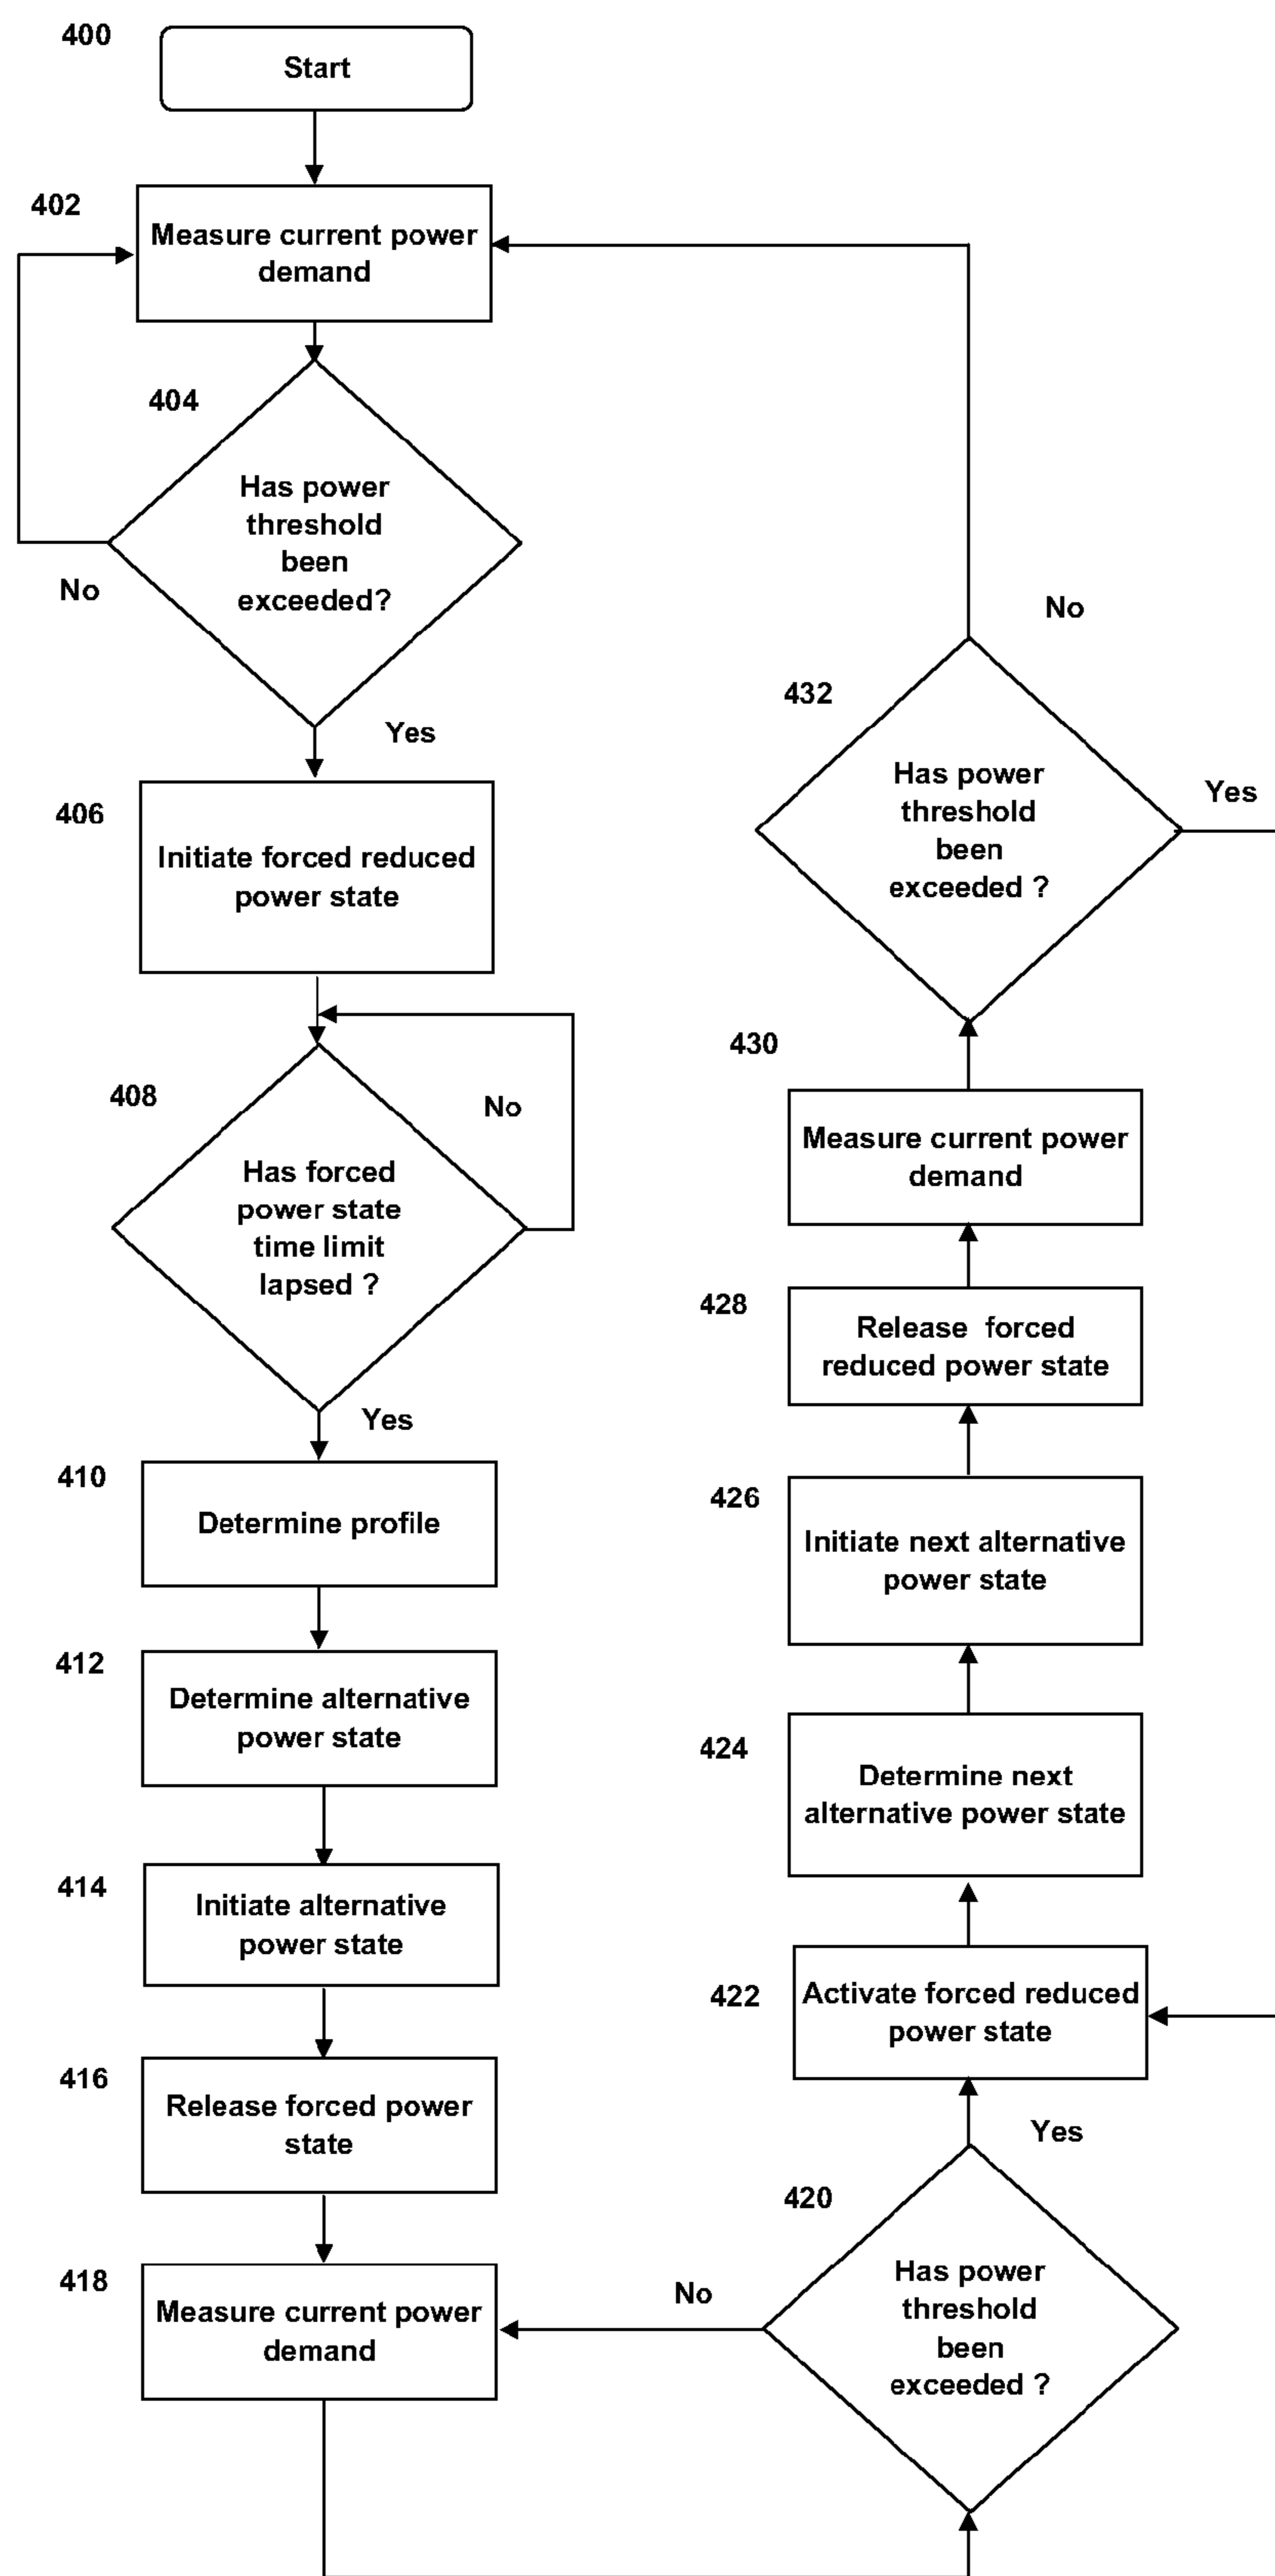 400
Start
402
Measure current power
demand
404
Has power
threshold
been
exceeded?
No
Yes
406
Initiate forced reduced
power state
408
No
Has forced
power state
time limit
lapsed ?
Yes
410
Determine profile
412
Determine alternative
power state
414
Initiate alternative
power state
416
Release forced power
state
418
Measure current power
demand
No
420
Has power
threshold
been
exceeded ?
Yes
422
Activate forced reduced
power state
424
Determine next
alternative power state
426
Initiate next alternative
power state
428
Release forced
reduced power state
430
Measure current power
demand
432
Has power
threshold
been
exceeded ?
No
Yes